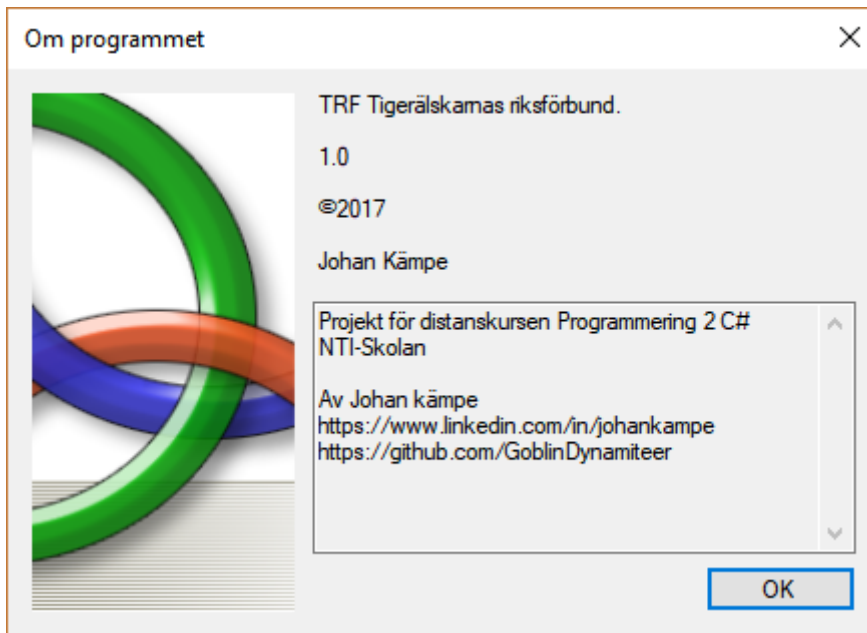 Om programmet
TRF Tigerälskarnas riksförbund.
1.0
©2017
Johan Kämpe
Projekt för distanskursen Programmering 2 C#
NTI-Skolan
Av Johan kämpe
https://www.linkedin.com/in/johankampe
https://github.com/GoblinDynamiteer
OK